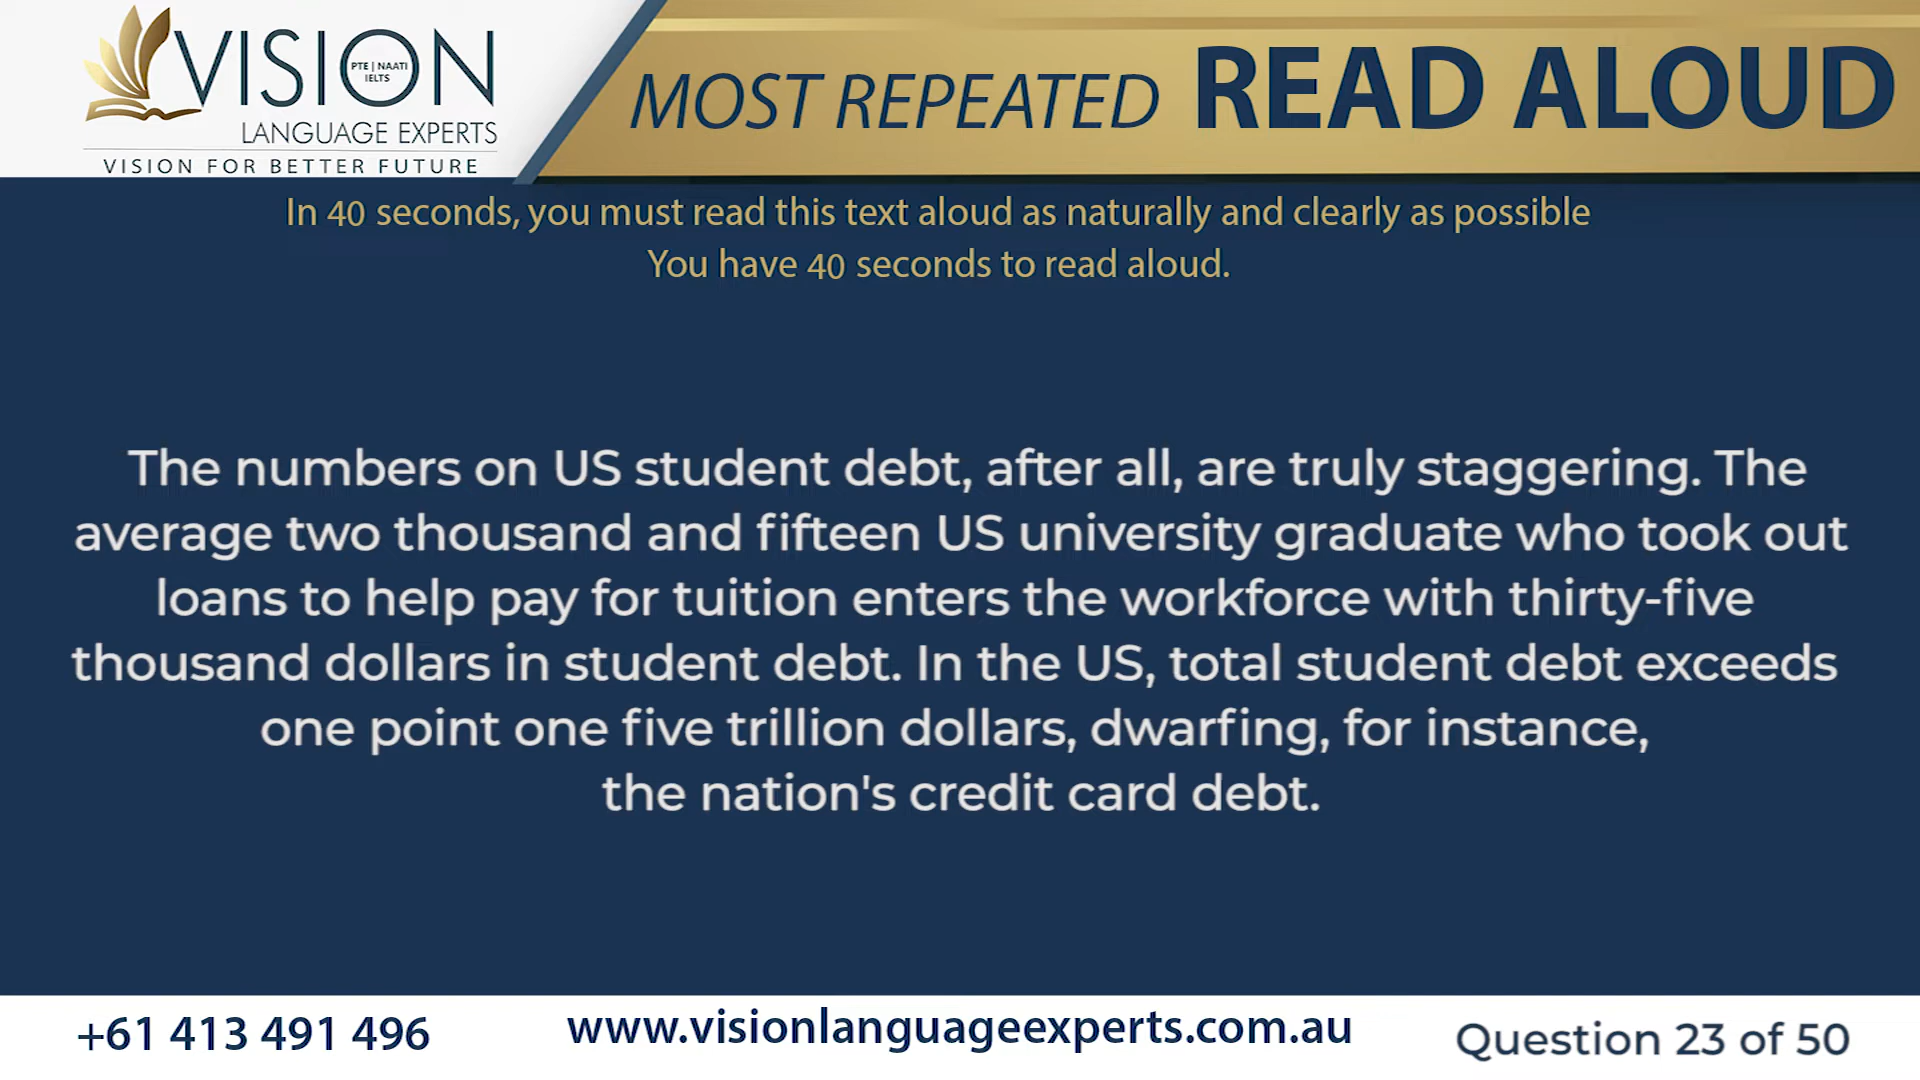 VISION
PTE | NAATI
IELTS
LANGUAGE EXPERTS
VISION FOR BETTER FUTURE
MOST REPEATED READ ALOUD
In 40 seconds, you must read this text aloud as naturally and clearly as possible
You have 40 seconds to read aloud.
The numbers on US student debt, after all, are truly staggering. The
average two thousand and fifteen US university graduate who took out
loans to help pay for tuition enters the workforce with thirty-five
thousand dollars in student debt. In the US, total student debt exceeds
one point one five trillion dollars, dwarfing, for instance,
the nation's credit card debt.
+61 413 491 496
www.visionlanguageexperts.com.au
Question 23 of 50